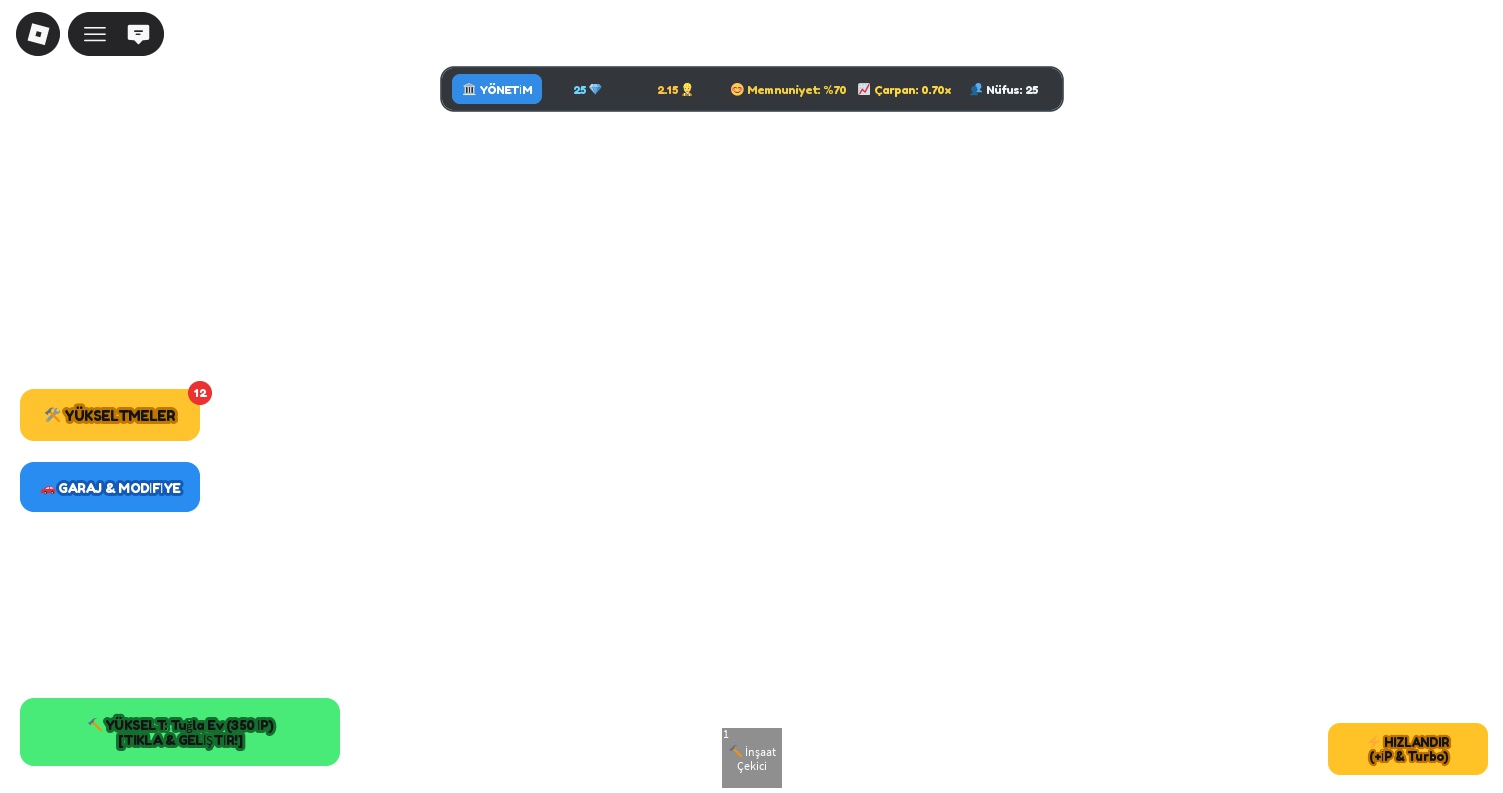 YÖNETİM
25
2.15
Memnuniyet: %70
Çarpan: 0.70x
Nüfus: 25
12
YÜKSELTMELER
GARAJ & MODİFİYE
YÜKSELT: Tuğla Ev (350 İP)
[TIKLA & GELİŞTİR!]
1
İnşaat
Çekici
HIZLANDIR
(+İP & Turbo)